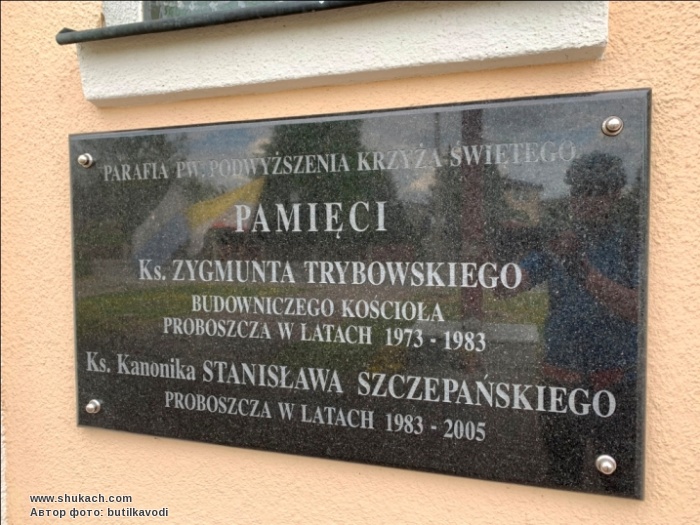 PARAFIA PW. PODWYŻSZENIA KRZYŻA ŚWIĘTEGO
PAMIĘCI
Ks. ZYGMUNTA TRYBOWSKIEGO
BUDOWNICZEGO KOŚCIOŁA
PROBOSZCZA W LATACH 1973 - 1983
Ks. Kanonika STANISŁAWA SZCZEPAŃSKIEGO
PROBOSZCZA W LATACH 1983 - 2005
www.shukach.com
Автор фото: butilkavodi